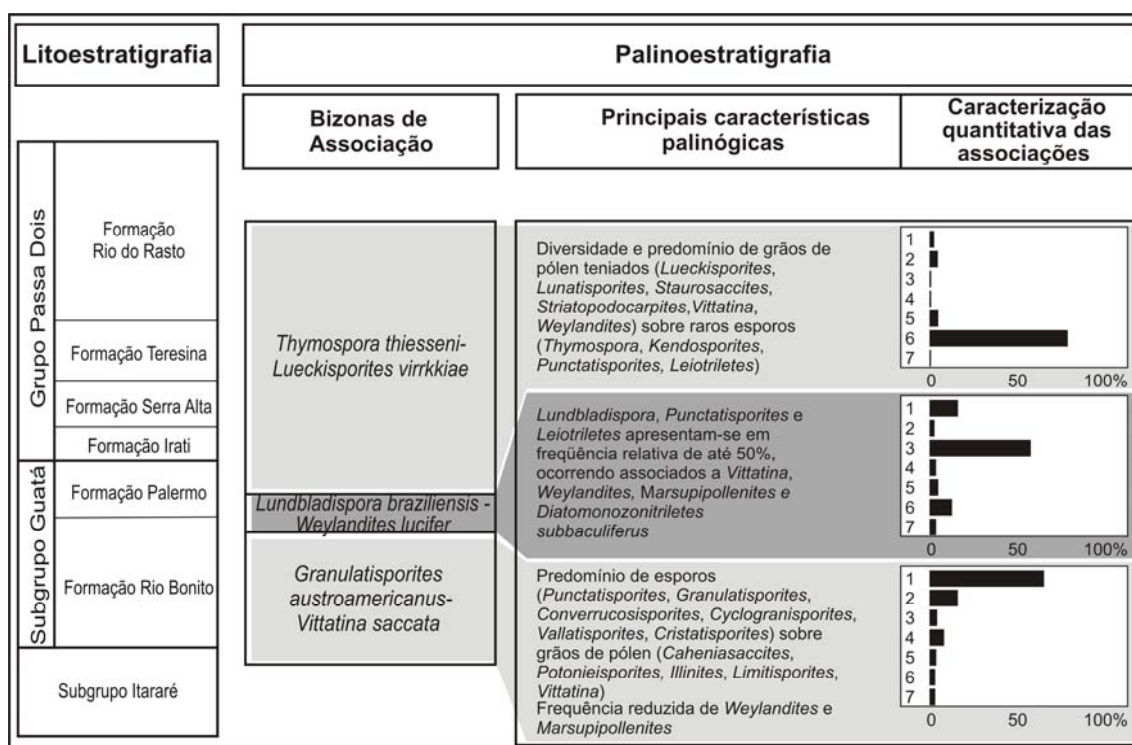 Litoestratigrafia
Palinoestratigrafia
Bizonas de
Associação
Principais características
palinógicas
Caracterização
quantitativa das
associações
Grupo Passa Dois
Formação
Rio do Rasto
Formação Teresina
Formação Serra Alta
Formação Irati
Subgrupo Guatá
Formação Palermo
Formação Rio Bonito
Subgrupo Itararé
Thymospora thiesseni-
Lueckisporites virrkkiae
Lundbladispora braziliensis -
Weylandites lucifer
Granulatisporites
austroamericanus-
Vittatina saccata
Diversidade e predomínio de grãos de
pólen teniados (Lueckisporites,
Lunatisporites, Staurosaccites,
Striatopodocarpites,Vittatina,
Weylandites) sobre raros esporos
(Thymospora, Kendosporites,
Punctatisporites, Leiotriletes)
1
2
3
4
5
6
7
0 50 100%
Lundbladispora, Punctatisporites e
Leiotriletes apresentam-se em
freqüência relativa de até 50%,
ocorrendo associados a Vittatina,
Weylandites, Marsupipollenites e
Diatomonozonitriletes
subbaculiferus
1
2
3
4
5
6
7
0 50 100%
Predomínio de esporos
(Punctatisporites, Granulatisporites,
Converrucosisporites, Cyclogranisporites,
Vallatisporites, Cristatisporites) sobre
grãos de pólen (Caheniasaccites,
Potonieisporites, Illinites, Limitisporites,
Vittatina)
Frequência reduzida de Weylandites e
Marsupipollenites
1
2
3
4
5
6
7
0 50 100%